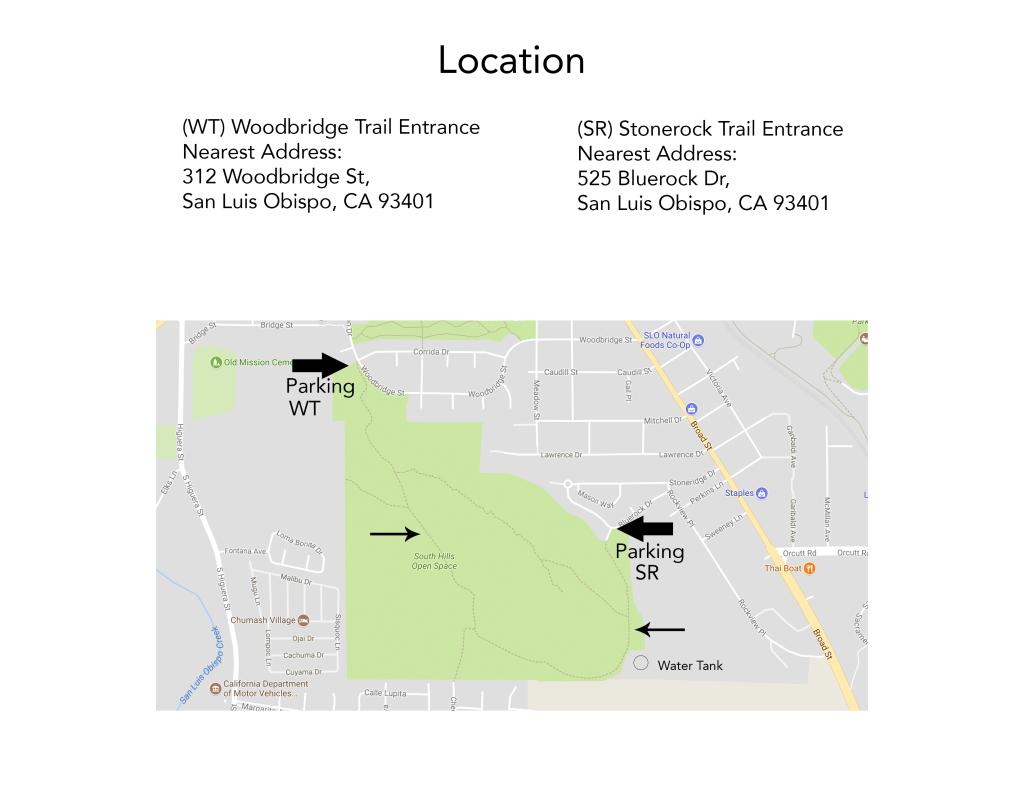 Location
(WT) Woodbridge Trail Entrance
Nearest Address:
312 Woodbridge St,
San Luis Obispo, CA 93401
(SR) Stonerock Trail Entrance
Nearest Address:
525 Bluerock Dr,
San Luis Obispo, CA 93401
Bridge St
Bridge St
Corrida Dr
Woodbridge St
SLO Natural
Foods Co-Op
Old Mission Ceme
Parking
WT
Woodbridge St
Woodbridge St
Caudill St
Caudill St
Meadow St
Gail Pl
Victoria Ave
Mitchell Dr
Broad St
Higuera St
Elks Ln
S Higuera St
Lawrence Dr
Lawrence Dr
Garibaldi Ave
Stoneridge Dr
Perkins Ln
Mason Way
Bluerock Dr
Rockview Pl
Staples
Garibaldi Ave
McMillan Ave
Sweeney Ln
Parking
SR
South Hills
Open Space
Orcutt Rd
Orcutt Rd
Thai Boat
Loma Bonita Dr
Fontana Ave
Malibu Dr
S Higuera St
Mugu Ln
Chumash Village
Lompoc Ln
Ojai Dr
Sisquoc Ln
Cachuma Dr
Cuyama Dr
Rockview Pl
Broad St
San Luis Obispo Creek
California Department
of Motor Vehicles...
Water Tank
Calle Lupita